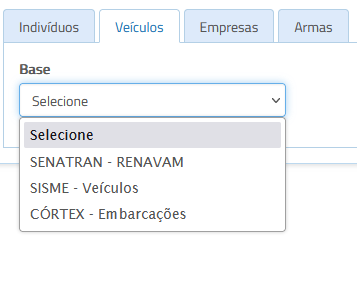 Indivíduos Veículos Empresas Armas
Base
Selecione
Selecione
SENATRAN - RENAVAM
SISME - Veículos
CÓRTEX - Embarcações